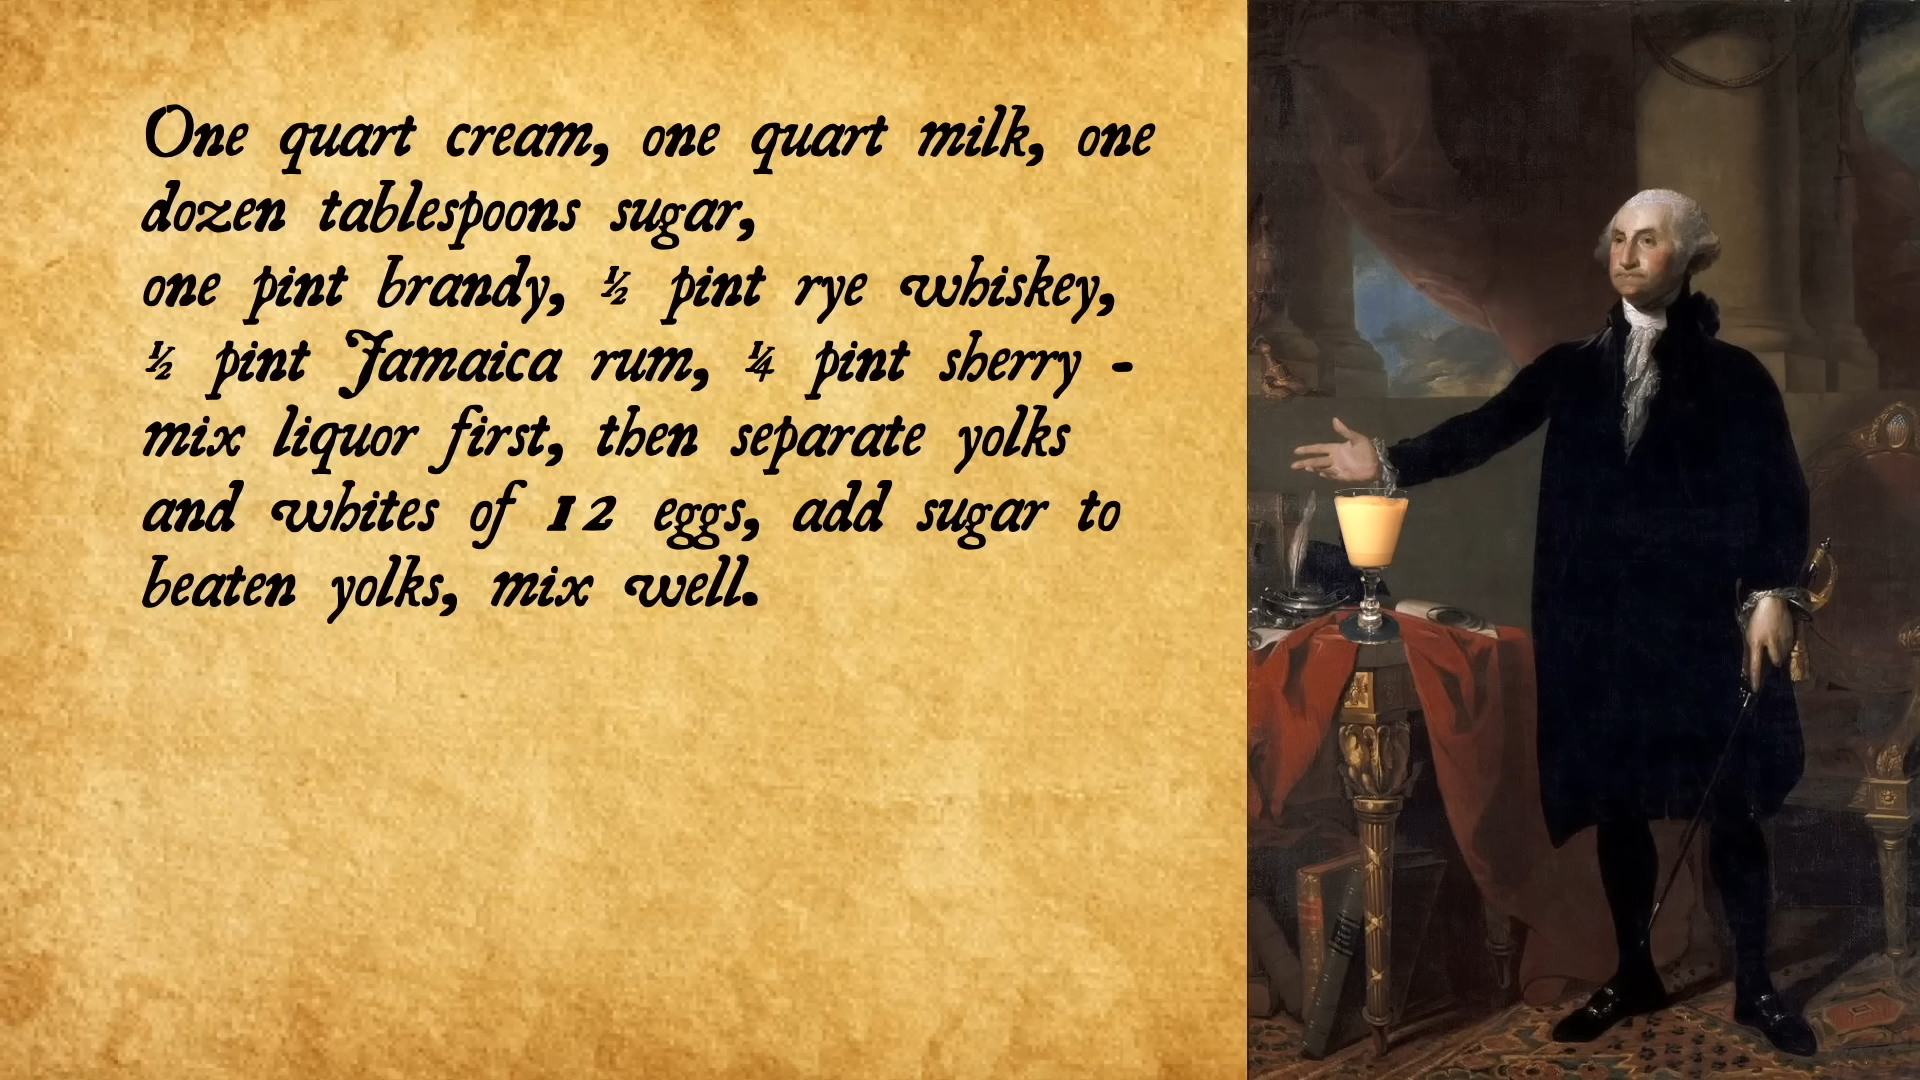 One quart cream, one quart milk, one
dozen tablespoons sugar,
one pint brandy, ½ pint rye whiskey,
½ pint Jamaica rum, ¼ pint sherry -
mix liquor first, then separate yolks
and whites of 12 eggs, add sugar to
beaten yolks, mix well.